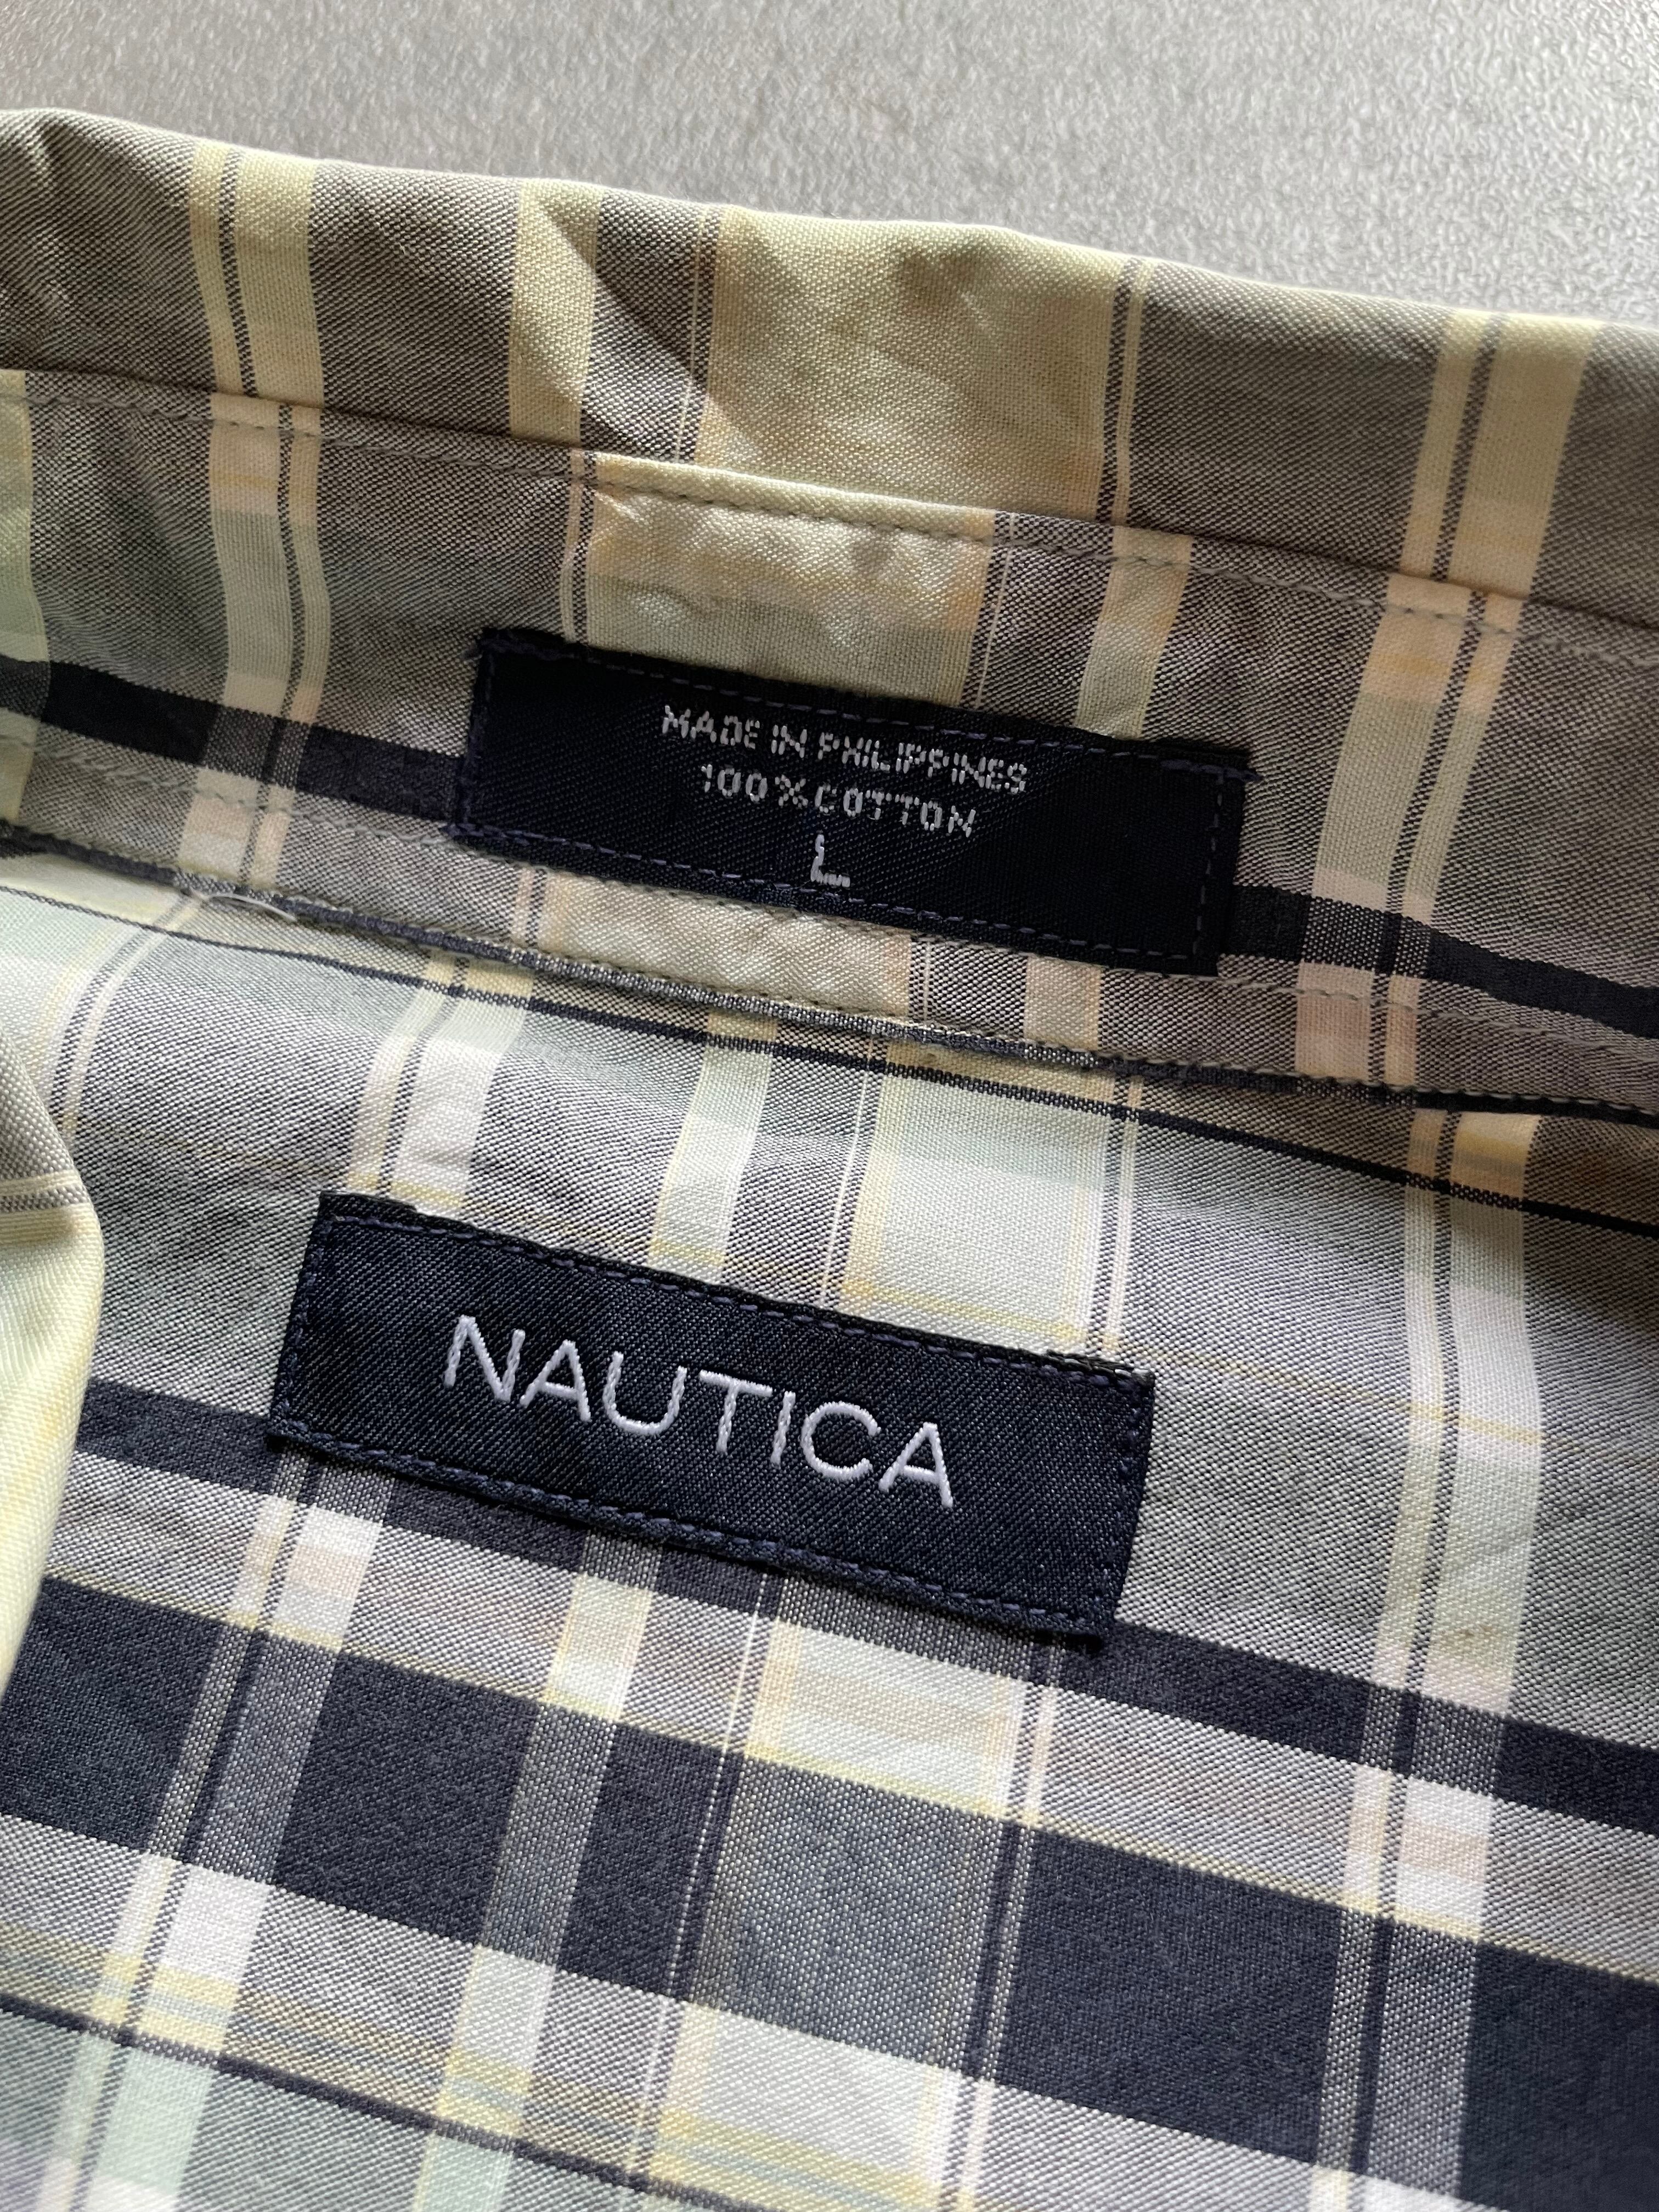 MADE IN PHILIPPINES
100% COTTON
L
NAUTICA